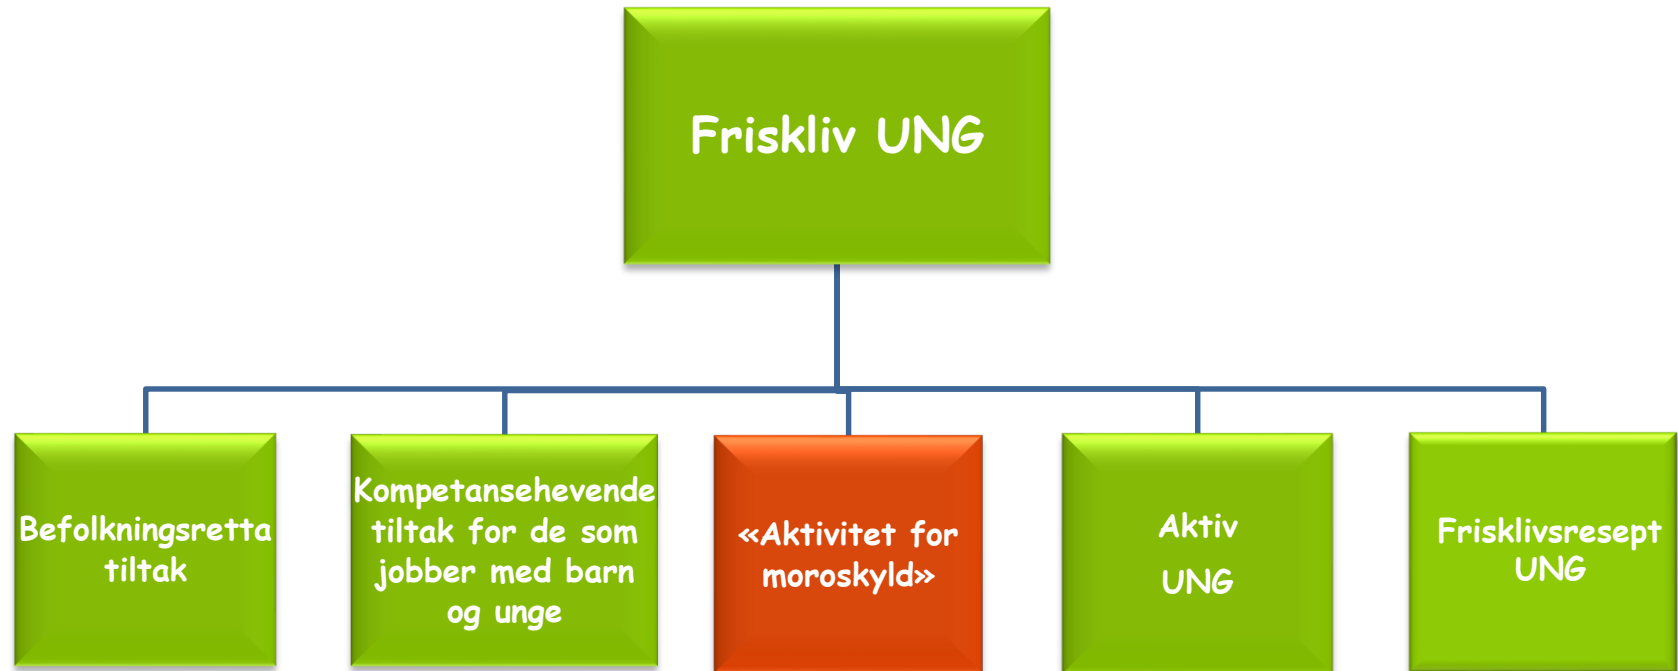 Friskliv UNG
Befolkningsretta
tiltak
Kompetansehevende
tiltak for de som
jobber med barn
og unge
«Aktivitet for
moroskyld»
Aktiv
UNG
Frisklivsresept
UNG